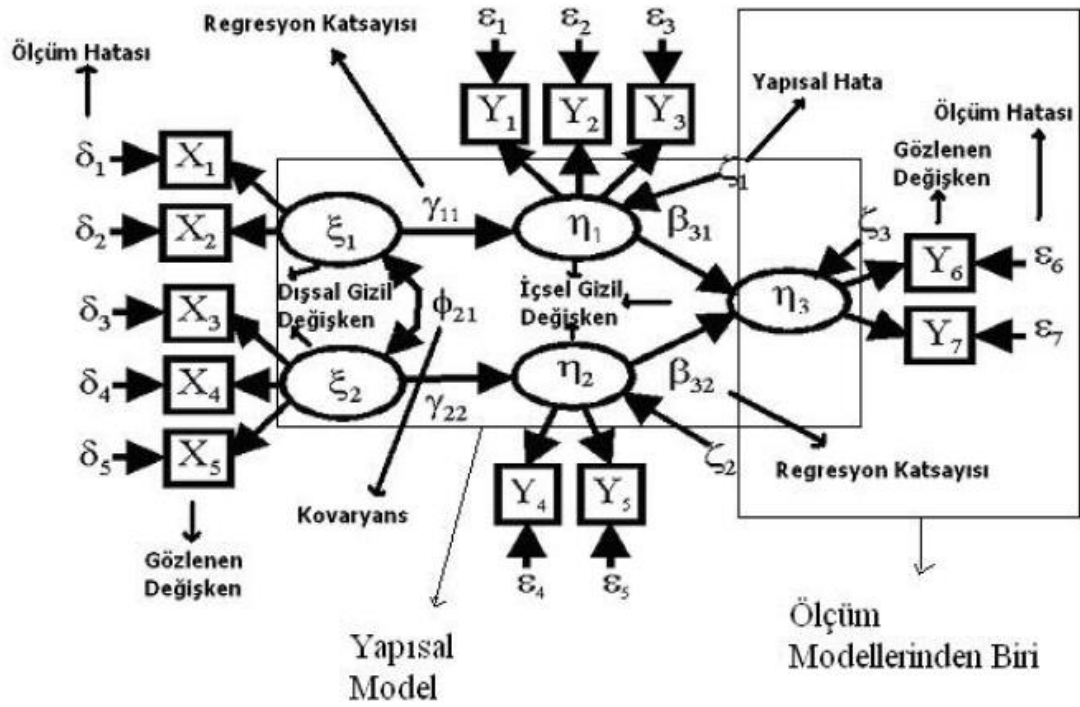 Regresyon Katsayısı
Ölçüm Hatası
ε1
ε2
ε3
Y1
Y2
Y3
Yapısal Hata
Ölçüm Hatası
Gözlenen
Değişken
δ1
X1
δ2
X2
ξ1
γ11
η1
ζ1
β31
ζ3
Y6
ε6
δ3
X3
Dışsal Gizil
Değişken
ϕ21
İçsel Gizil
Değişken
η3
Y7
ε7
δ4
X4
ξ2
γ22
η2
β32
δ5
X5
ζ2
Y4
Y5
Regresyon Katsayısı
Kovaryans
Gözlenen
Değişken
ε4
ε5
Yapısal
Model
Ölçüm
Modellerinden Biri